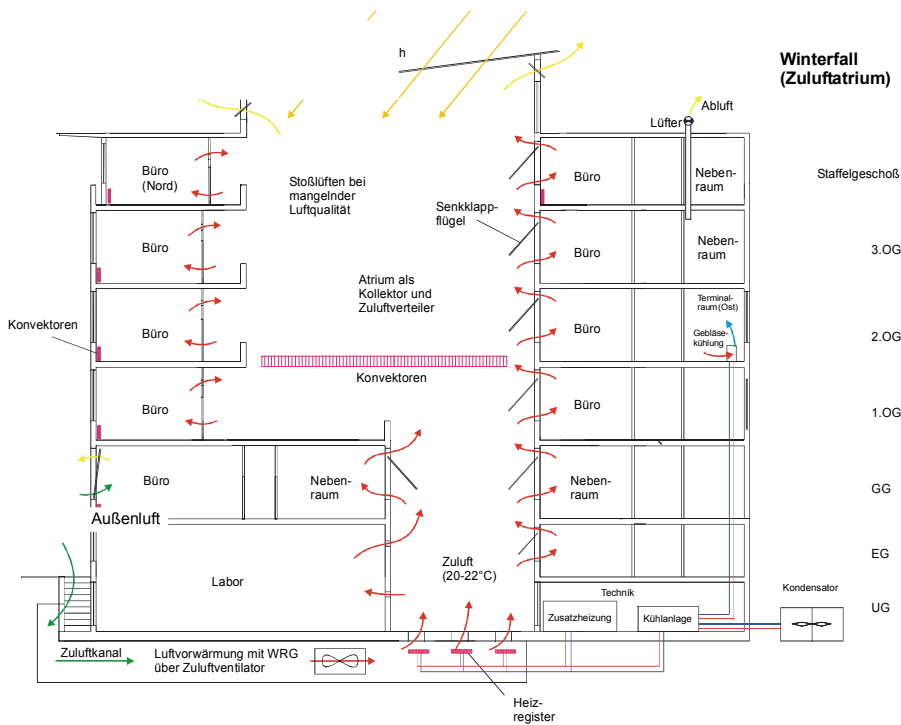 h
Winterfall
(Zuluftatrium)
Abluft
Lüfter
Büro
(Nord)
Stoßlüften bei
mangelnder
Luftqualität
Büro
Neben-
raum
Staffelgeschoß
Senkklapp-
flügel
Büro
Büro
Neben-
raum
3.OG
Atrium als
Kollektor und
Zuluftverteiler
Terminal-
raum(Ost)
Konvektoren
Büro
Büro
Gebläse-
kühlung
2.OG
Konvektoren
Büro
Büro
1.OG
Büro
Neben-
raum
Neben-
raum
GG
Außenluft
EG
Labor
Zuluft
(20-22°C)
Technik
Kondensator
Zusatzheizung
Kühlanlage
UG
Zuluftkanal
Luftvorwärmung mit WRG
über Zuluftventilator
Heiz-
register